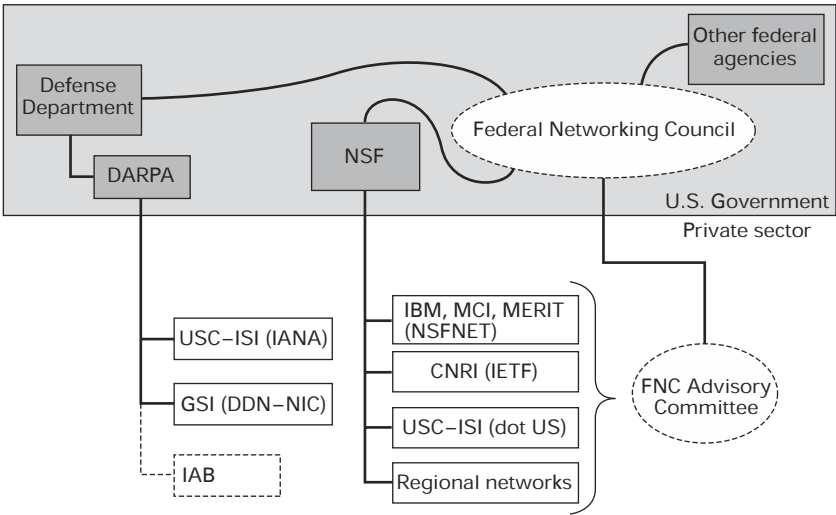 Other federal
agencies
Defense
Department
Federal Networking Council
NSF
DARPA
U.S. Government
Private sector
IBM, MCI, MERIT
(NSFNET)
USC–ISI (IANA)
CNRI (IETF)
FNC Advisory
Committee
GSI (DDN–NIC)
USC–ISI (dot US)
IAB
Regional networks